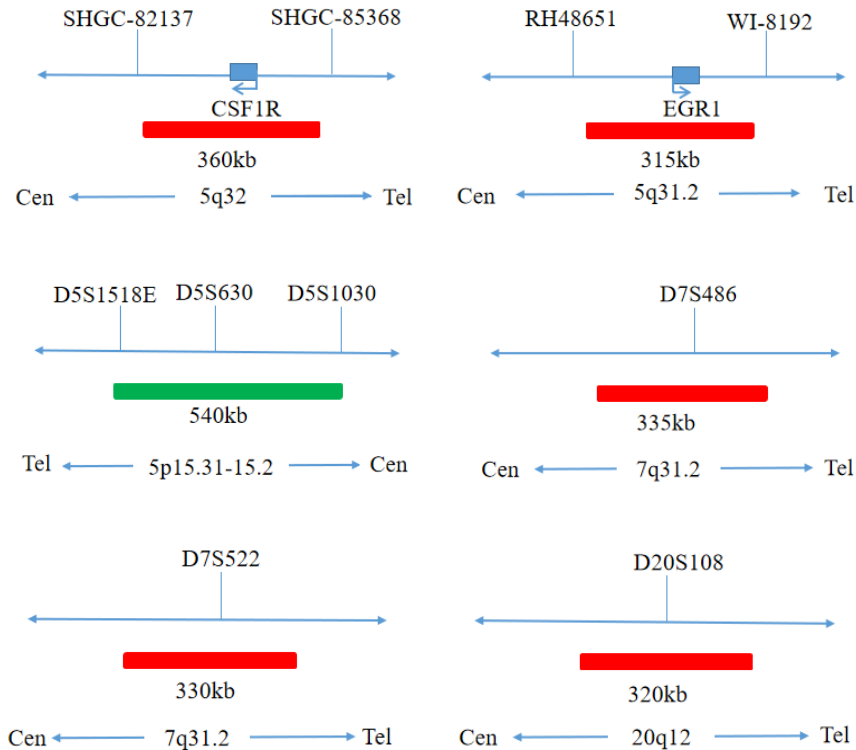 SHGC-82137 SHGC-85368
CSF1R
360kb
Cen 5q32 Tel
RH48651 WI-8192
EGR1
315kb
Cen 5q31.2 Tel
D5S1518E D5S630 D5S1030
540kb
Tel 5p15.31-15.2 Cen
D7S486
335kb
Cen 7q31.2 Tel
D7S522
330kb
Cen 7q31.2 Tel
D20S108
320kb
Cen 20q12 Tel